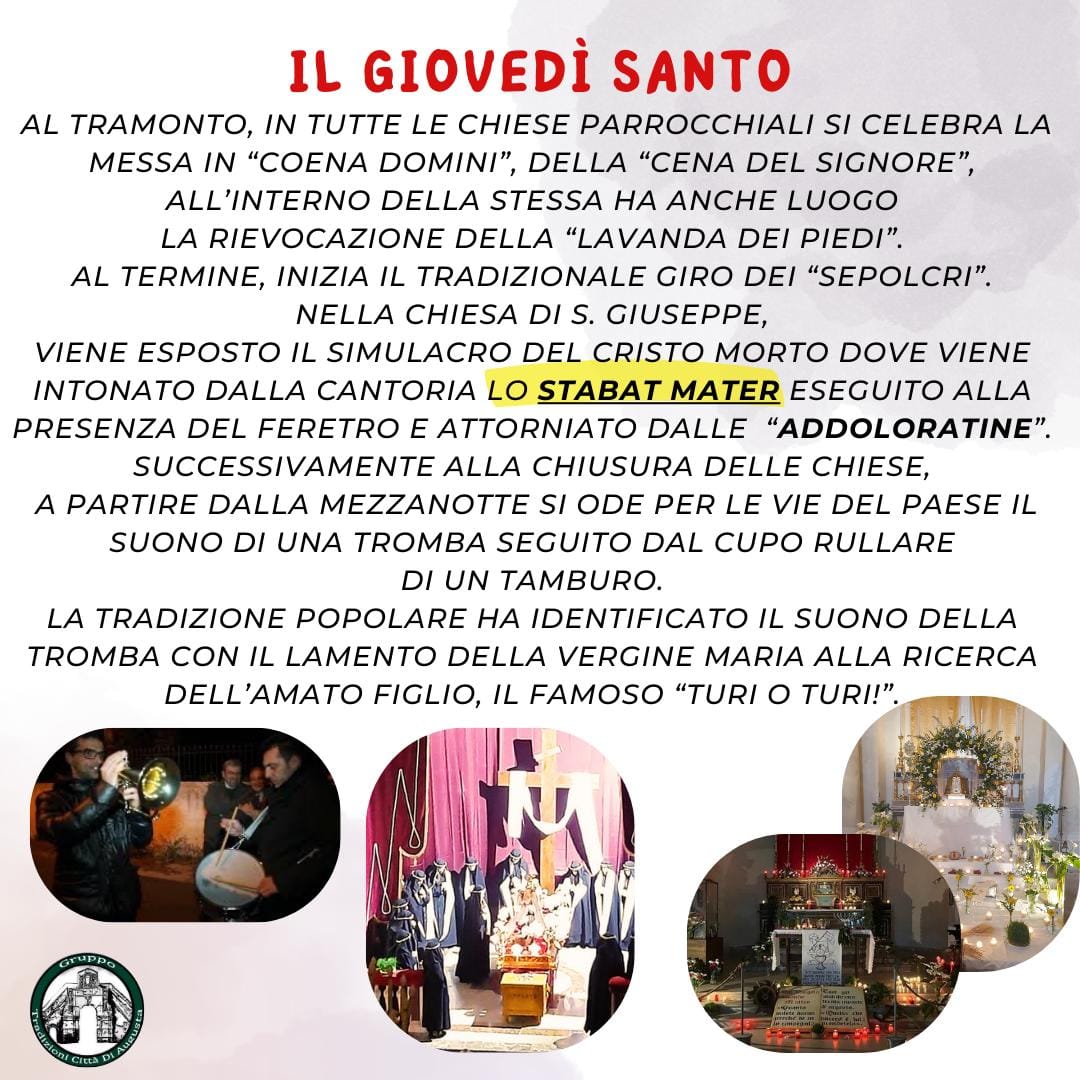 IL GIOVEDÌ SANTO
AL TRAMONTO, IN TUTTE LE CHIESE PARROCCHIALI SI CELEBRA LA
MESSA IN “COENA DOMINI”, DELLA “CENA DEL SIGNORE”,
ALL’INTERNO DELLA STESSA HA ANCHE LUOGO
LA RIEVOCAZIONE DELLA “LAVANDA DEI PIEDI”.
AL TERMINE, INIZIA IL TRADIZIONALE GIRO DEI “SEPOLCRI”.
NELLA CHIESA DI S. GIUSEPPE,
VIENE ESPOSTO IL SIMULACRO DEL CRISTO MORTO DOVE VIENE
INTONATO DALLA CANTORIA LO STABAT MATER ESEGUITO ALLA
PRESENZA DEL FERETRO E ATTORNIATO DALLE “ADDOLORATINE”.
SUCCESSIVAMENTE ALLA CHIUSURA DELLE CHIESE,
A PARTIRE DALLA MEZZANOTTE SI ODE PER LE VIE DEL PAESE IL
SUONO DI UNA TROMBA SEGUITO DAL CUPO RULLARE
DI UN TAMBURO.
LA TRADIZIONE POPOLARE HA IDENTIFICATO IL SUONO DELLA
TROMBA CON IL LAMENTO DELLA VERGINE MARIA ALLA RICERCA
DELL’AMATO FIGLIO, IL FAMOSO “TURI O TURI!”.
Gruppo
Tradizioni Città Di Augusta